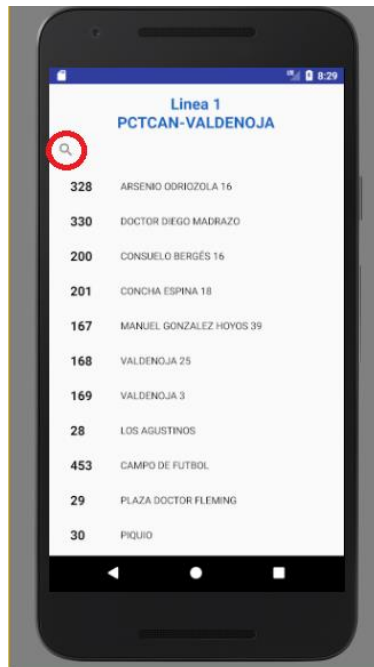 8:29
Linea 1
PCTCAN-VALDENOJA
328 ARSENIO ODRIOZOLA 16
330 DOCTOR DIEGO MADRAZO
200 CONSUELO BERGÉS 16
201 CONCHA ESPINA 18
167 MANUEL GONZALEZ HOYOS 39
168 VALDENOJA 25
169 VALDENOJA 3
28 LOS AGUSTINOS
453 CAMPO DE FUTBOL
29 PLAZA DOCTOR FLEMING
30 PIQUIO